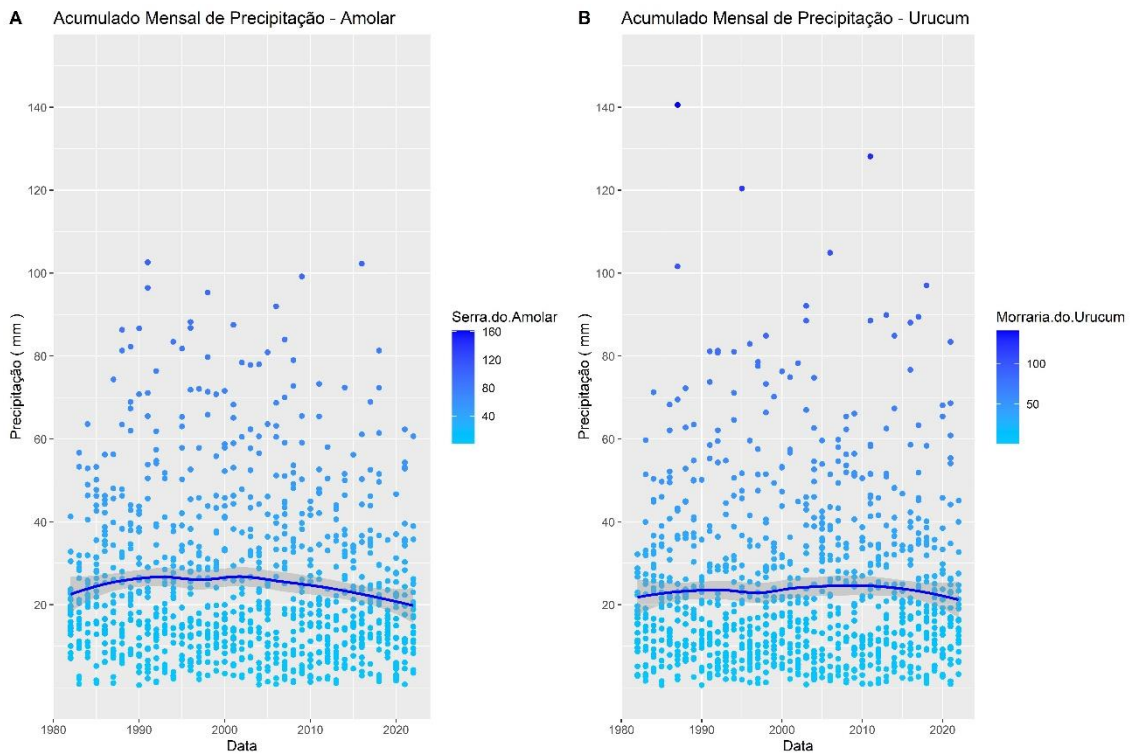 A Acumulado Mensal de Precipitação - Amolar
140
120
100
80
60
40
20
Precipitação ( mm )
1980 1990 2000 2010 2020
Data
Serra.do.Amolar
160
120
80
40
B Acumulado Mensal de Precipitação - Urucum
140
120
100
80
60
40
20
Precipitação ( mm )
1980 1990 2000 2010 2020
Data
Morraria.do.Urucum
100
50